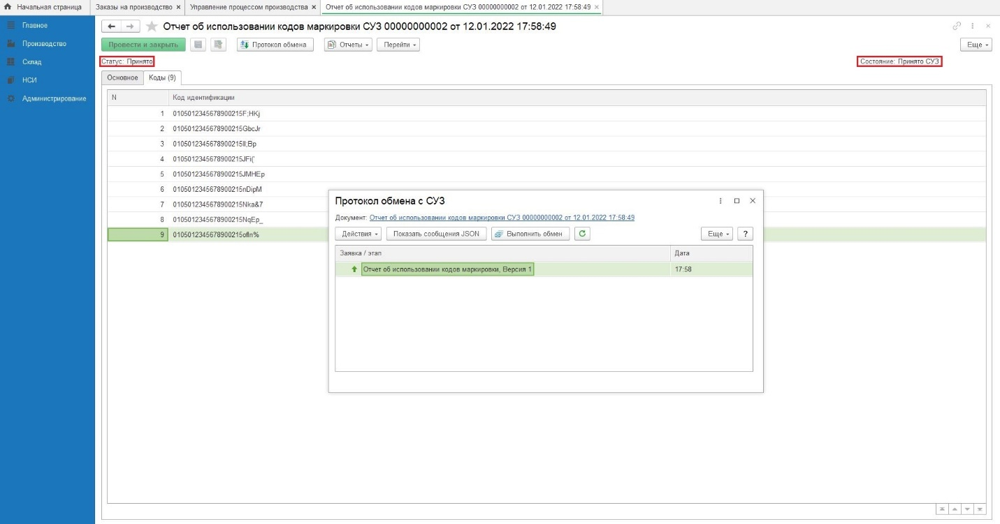 Начальная страница
Заказы на производство ×
Управление процессом производства ×
Отчет об использовании кодов маркировки СУЗ 00000000002 от 12.01.2022 17:58:49 ×
Главное
Производство
Склад
НСИ
Администрирование
Отчет об использовании кодов маркировки СУЗ 00000000002 от 12.01.2022 17:58:49
Провести и закрыть
Протокол обмена
Отчеты
Перейти
Еще
Статус: Принято
Состояние: Принято СУЗ
Основное
Коды (9)
N Код идентификации
1 0105012345678900215F;HKj
2 0105012345678900215GbcJr
3 0105012345678900215Il;Bp
4 0105012345678900215JFi('
5 0105012345678900215JMHEp
6 0105012345678900215nDipM
7 0105012345678900215Nka&7
8 0105012345678900215NqEp_
9
Протокол обмена с СУЗ
Документ: Отчет об использовании кодов маркировки СУЗ 00000000002 от 12.01.2022 17:58:49
Действия
Показать сообщения JSON
Выполнить обмен
Еще
?
Заявка / этап
Дата
Отчет об использовании кодов маркировки, Версия 1
17:58